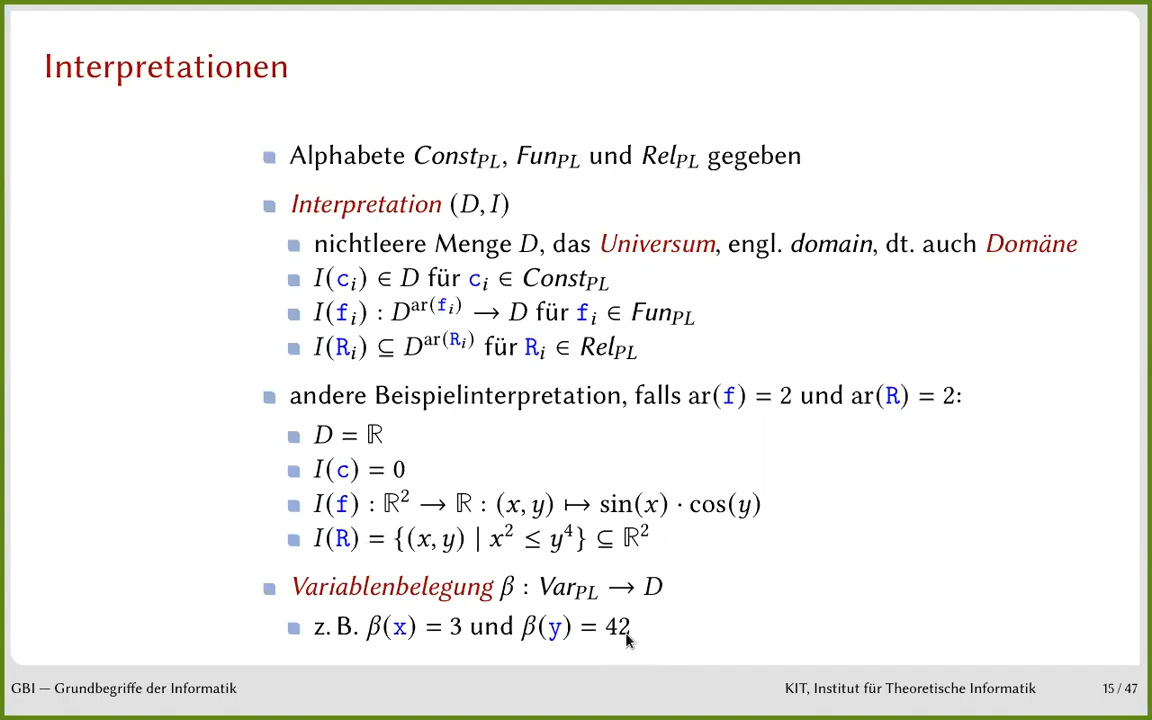 Interpretationen
Alphabete Const_PL, Fun_PL und Rel_PL gegeben
Interpretation (D, I)
nichtleere Menge D, das Universum, engl. domain, dt. auch Domäne
I(c_i) ∈ D für c_i ∈ Const_PL
I(f_i) : D^ar(f_i) → D für f_i ∈ Fun_PL
I(R_i) ⊆ D^ar(R_i) für R_i ∈ Rel_PL
andere Beispielinterpretation, falls ar(f) = 2 und ar(R) = 2:
D = ℝ
I(c) = 0
I(f) : ℝ² → ℝ : (x, y) ↦ sin(x) · cos(y)
I(R) = {(x, y) | x² ≤ y⁴} ⊆ ℝ²
Variablenbelegung β : Var_PL → D
z. B. β(x) = 3 und β(y) = 42
GBI — Grundbegriffe der Informatik
KIT, Institut für Theoretische Informatik
15 / 47